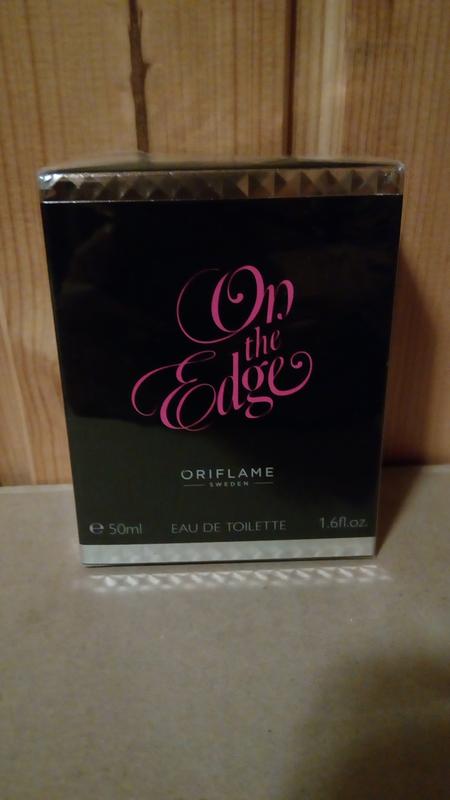 On
the
Edge
ORIFLAME
SWEDEN
℮ 50ml EAU DE TOILETTE 1.6fl.oz.